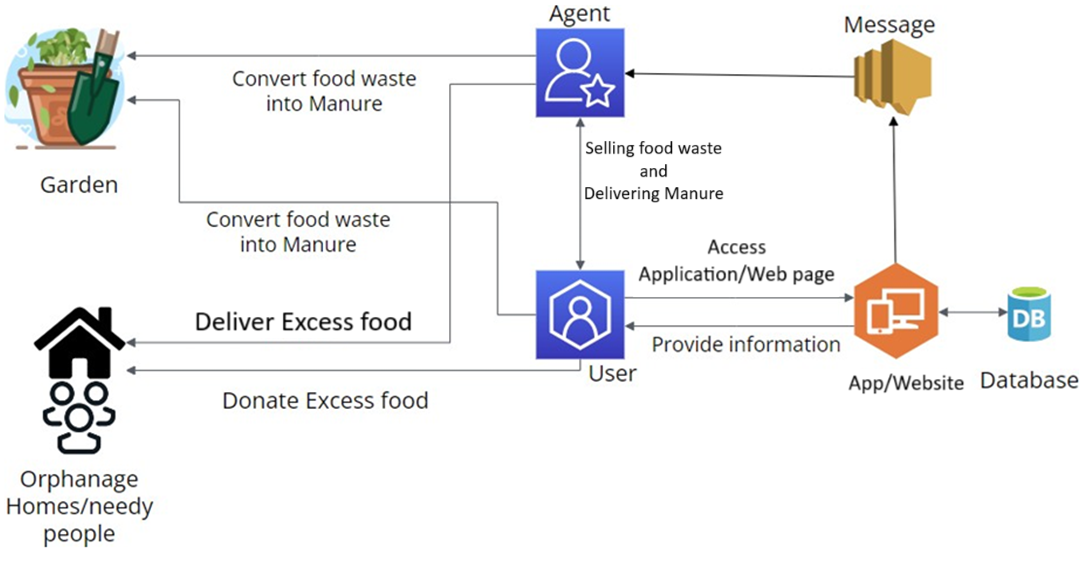 Agent
Message
Convert food waste
into Manure
Selling food waste
and
Delivering Manure
Garden
Convert food waste
into Manure
Access
Application/Web page
Deliver Excess food
DB
Provide information
User
App/Website
Database
Donate Excess food
Orphanage
Homes/needy
people